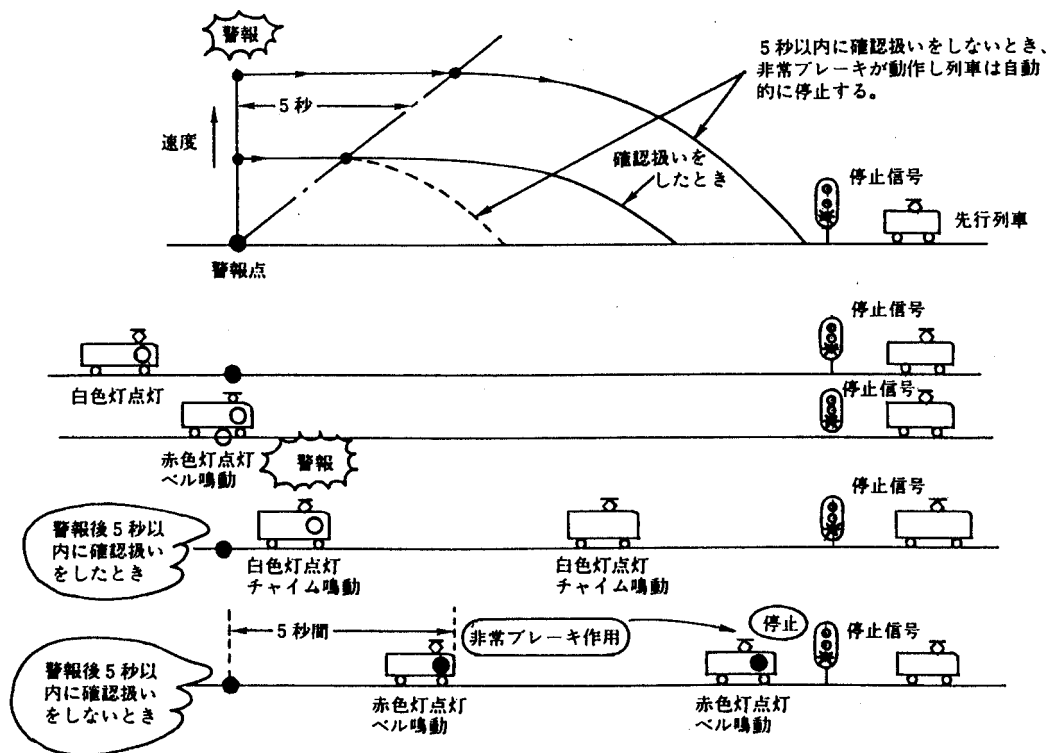 警報
5秒以内に確認扱いをしないとき、
非常ブレーキが動作し列車は自動
的に停止する。
5秒
速度
確認扱いを
したとき
停止信号
先行列車
警報点
停止信号
白色灯点灯
停止信号
赤色灯点灯
ベル鳴動
警報
停止信号
警報後5秒以
内に確認扱い
をしたとき
白色灯点灯
チャイム鳴動
白色灯点灯
チャイム鳴動
5秒間
非常ブレーキ作用
停止
停止信号
警報後5秒以
内に確認扱い
をしないとき
赤色灯点灯
ベル鳴動
赤色灯点灯
ベル鳴動